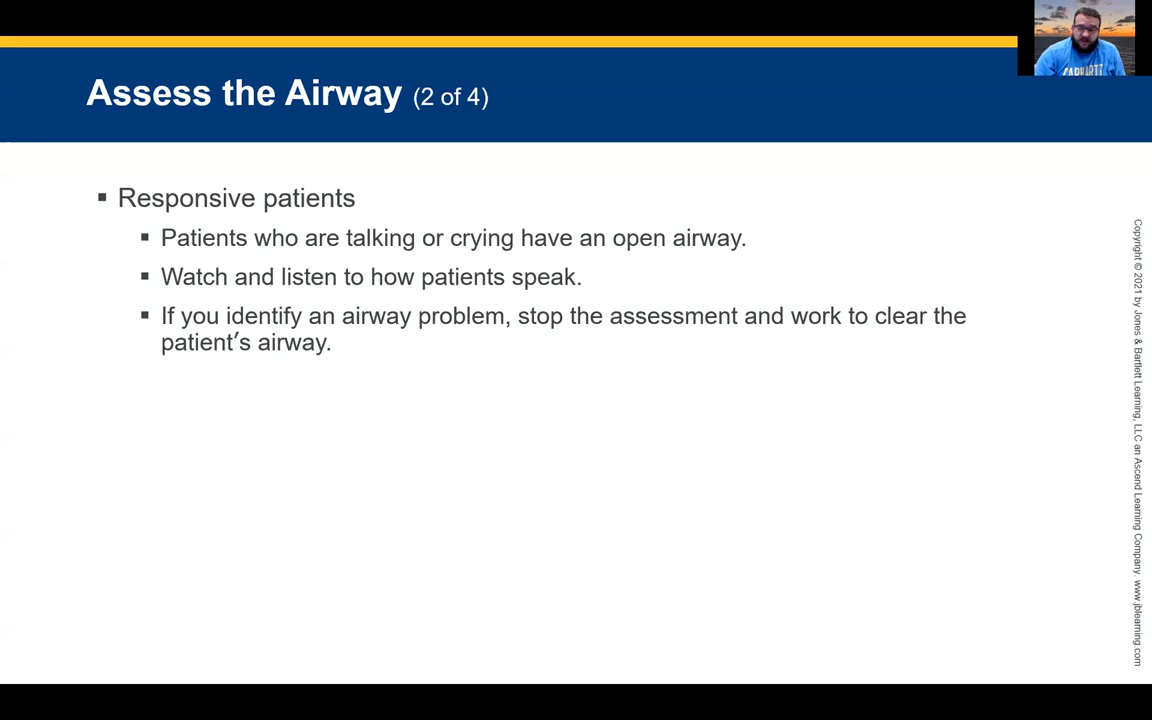 Assess the Airway (2 of 4)
▪ Responsive patients
▪ Patients who are talking or crying have an open airway.
▪ Watch and listen to how patients speak.
▪ If you identify an airway problem, stop the assessment and work to clear the
patient’s airway.
Copyright © 2021 by Jones & Bartlett Learning, LLC an Ascend Learning Company. www.jblearning.com
CARHARTT